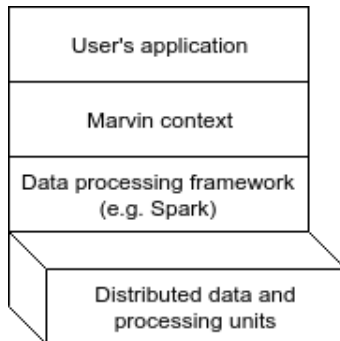 User's application
Marvin context
Data processing framework
(e.g. Spark)
Distributed data and
processing units